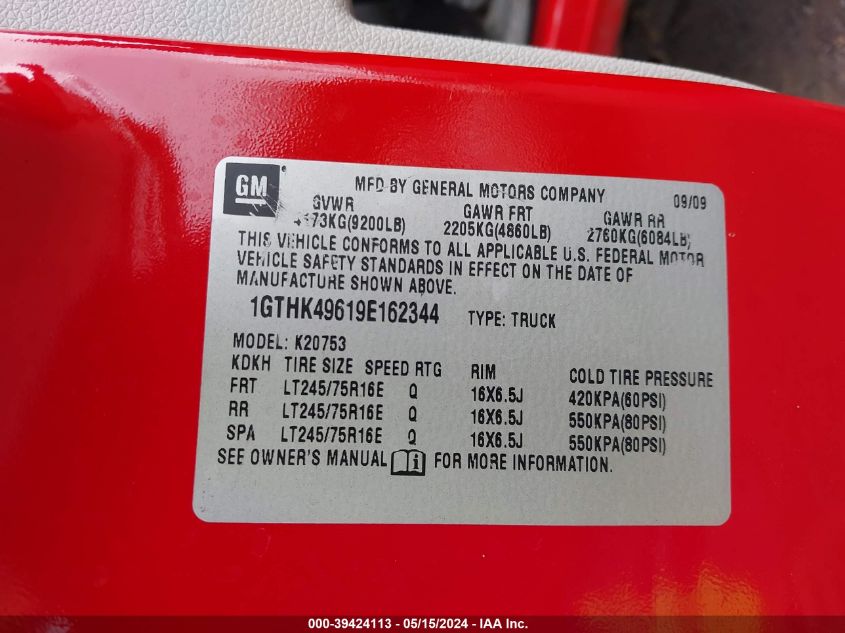 GM
MFD BY GENERAL MOTORS COMPANY 09/09
GVWR GAWR FRT GAWR RR
4173KG(9200LB) 2205KG(4860LB) 2760KG(6084LB)
THIS VEHICLE CONFORMS TO ALL APPLICABLE U.S. FEDERAL MOTOR
VEHICLE SAFETY STANDARDS IN EFFECT ON THE DATE OF
MANUFACTURE SHOWN ABOVE.
1GTHK49619E162344 TYPE: TRUCK
MODEL: K20753
KDKH TIRE SIZE SPEED RTG RIM COLD TIRE PRESSURE
FRT LT245/75R16E Q 16X6.5J 420KPA(60PSI)
RR LT245/75R16E Q 16X6.5J 550KPA(80PSI)
SPA LT245/75R16E Q 16X6.5J 550KPA(80PSI)
SEE OWNER'S MANUAL FOR MORE INFORMATION.
000-39424113 - 05/15/2024 - IAA Inc.